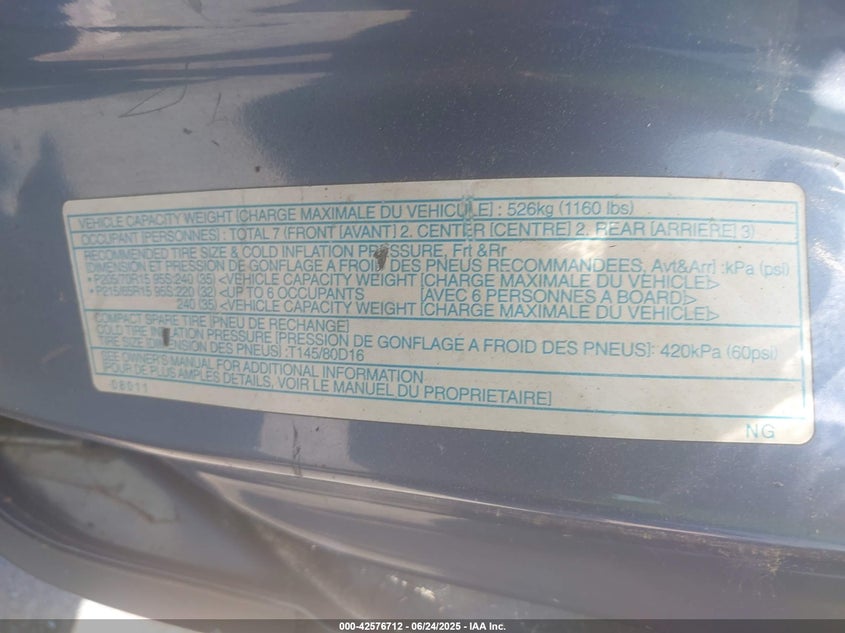 VEHICLE CAPACITY WEIGHT [CHARGE MAXIMALE DU VEHICULE] : 526kg (1160 lbs)
OCCUPANT [PERSONNES] : TOTAL 7 (FRONT [AVANT] 2. CENTER [CENTRE] 2. REAR [ARRIERE] 3)
RECOMMENDED TIRE SIZE & COLD INFLATION PRESSURE, Frt &Rr
[DIMENSION ET PRESSION DE GONFLAGE A FROID DES PNEUS RECOMMANDEES, Avt&Arr] :kPa (psi)
240 (35) <VEHICLE CAPACITY WEIGHT [CHARGE MAXIMALE DU VEHICULE]>
<UP TO 6 OCCUPANTS [AVEC 6 PERSONNES A BOARD]>
240 (35) <VEHICLE CAPACITY WEIGHT [CHARGE MAXIMALE DU VEHICULE]>
COMPACT SPARE TIRE [PNEU DE RECHANGE]
COLD TIRE INFLATION PRESSURE [PRESSION DE GONFLAGE A FROID DES PNEUS]: 420kPa (60psi)
TIRE SIZE [DIMENSION DES PNEUS] :T145/80D16
SEE OWNER'S MANUAL FOR ADDITIONAL INFORMATION
[POUR DE PLUS AMPLES DETAILS, VOIR LE MANUEL DU PROPRIETAIRE]
08011
NG
000-42576712 • 06/24/2025 • IAA Inc.